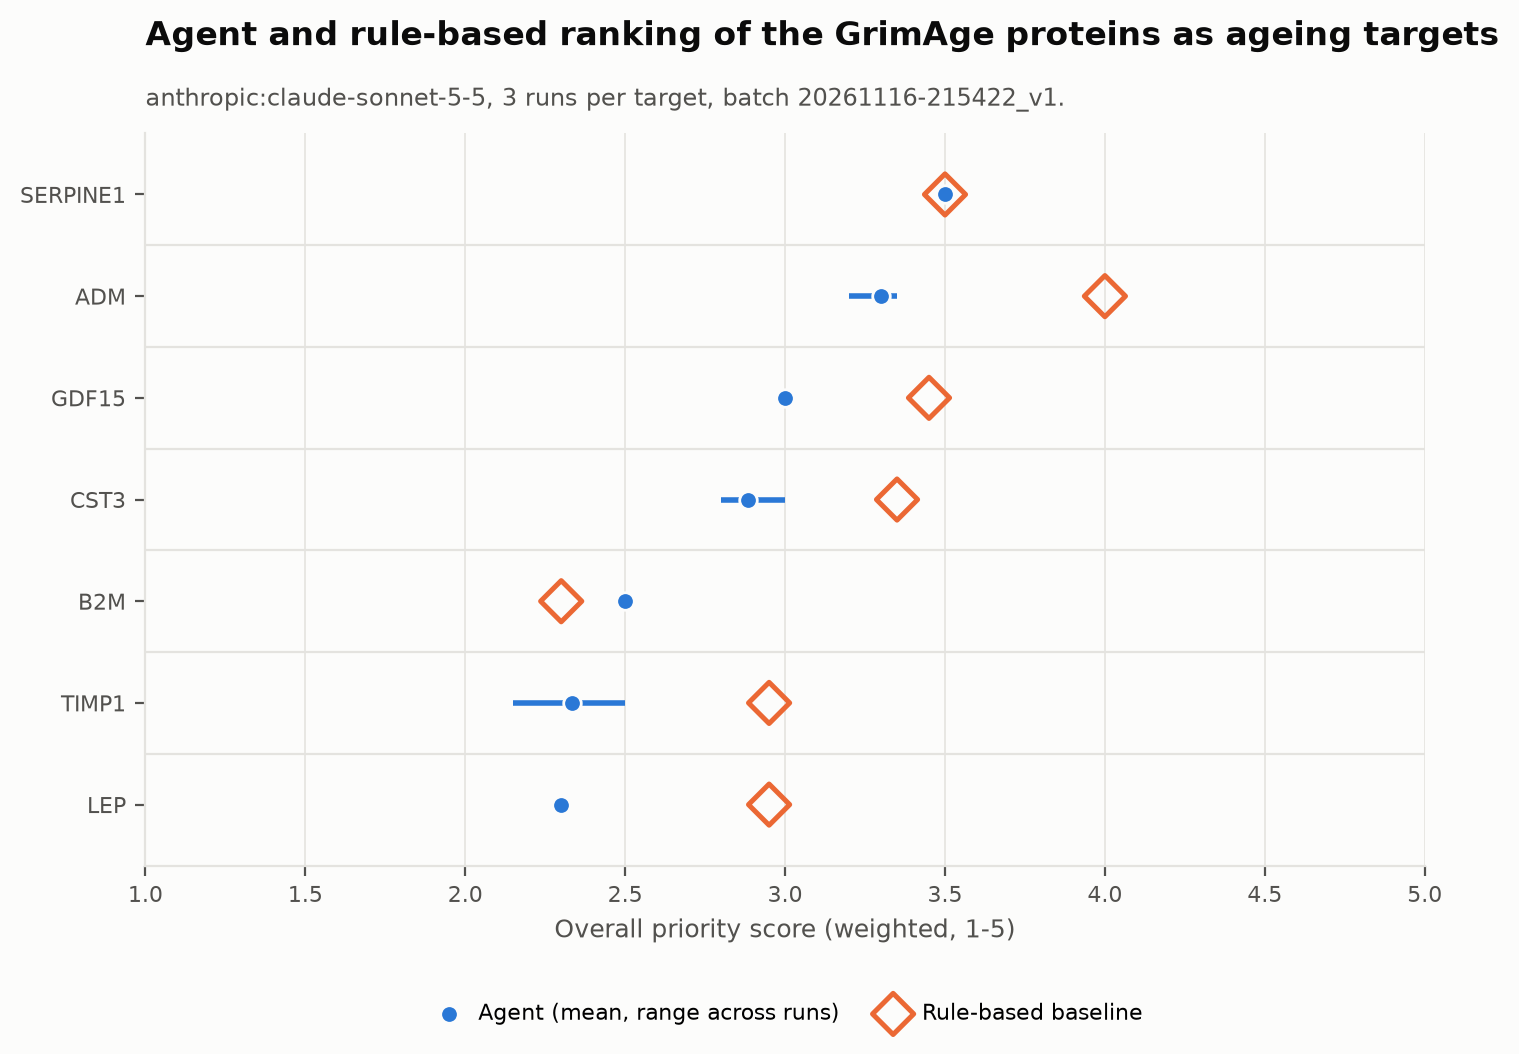 Agent and rule-based ranking of the GrimAge proteins as ageing targets
anthropic:claude-sonnet-5-5, 3 runs per target, batch 20261116-215422_v1.
SERPINE1
ADM
GDF15
CST3
B2M
TIMP1
LEP
1.0 1.5 2.0 2.5 3.0 3.5 4.0 4.5 5.0
Overall priority score (weighted, 1-5)
Agent (mean, range across runs) Rule-based baseline